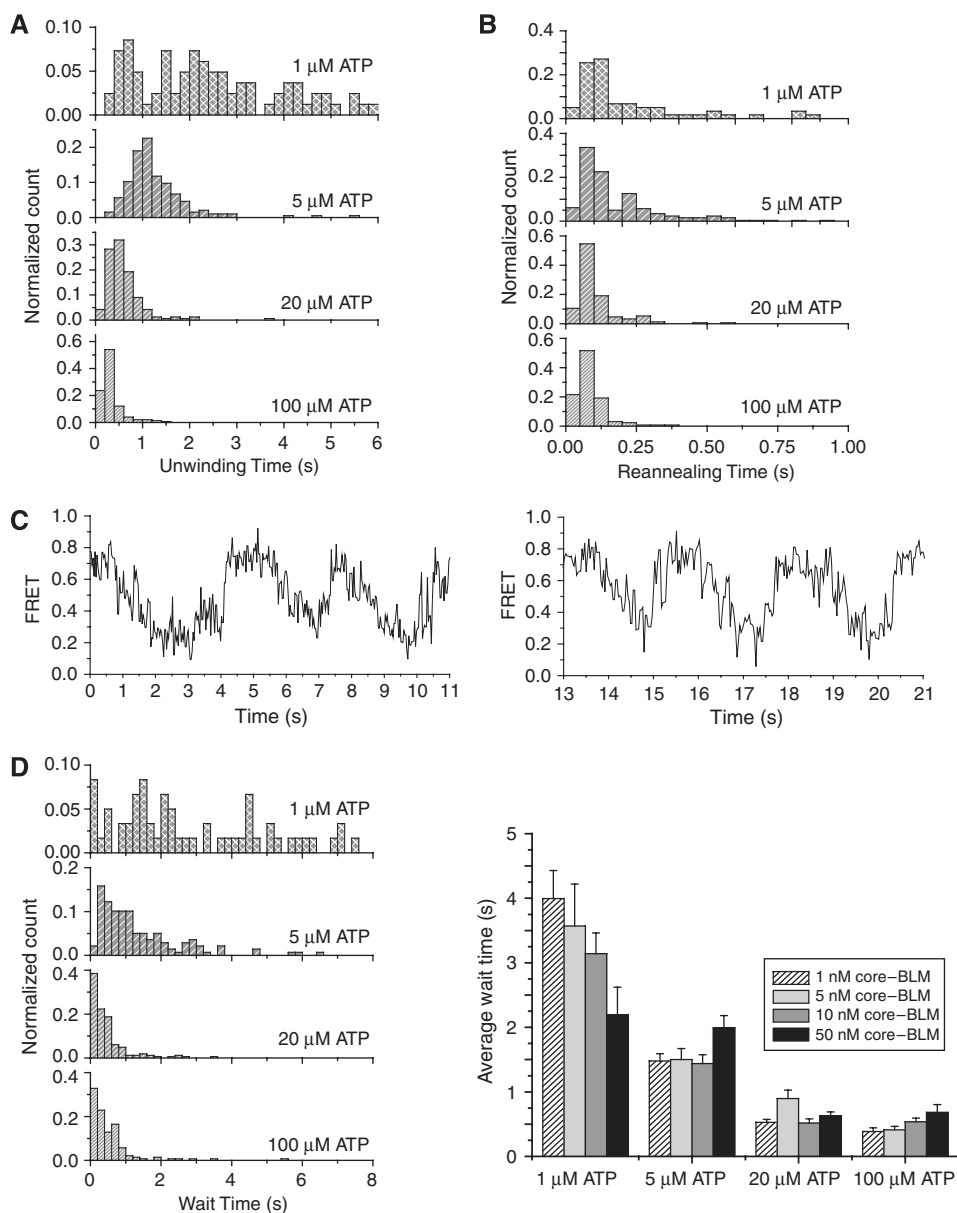 A
0.10
0.05
0.00
1 μM ATP
0.2
0.1
0.0
5 μM ATP
0.3
0.2
0.1
0.0
20 μM ATP
0.6
0.4
0.2
0.0
100 μM ATP
Normalized count
0 1 2 3 4 5 6
Unwinding Time (s)
B
0.4
0.2
0.0
1 μM ATP
0.4
0.2
0.0
5 μM ATP
0.6
0.4
0.2
0.0
20 μM ATP
0.6
0.4
0.2
0.0
100 μM ATP
Normalized count
0.00 0.25 0.50 0.75 1.00
Reannealing Time (s)
C
1.0
0.8
0.6
0.4
0.2
0.0
FRET
0 1 2 3 4 5 6 7 8 9 10 11
Time (s)
1.0
0.8
0.6
0.4
0.2
0.0
FRET
13 14 15 16 17 18 19 20 21
Time (s)
D
0.10
0.05
0.00
1 μM ATP
0.2
0.1
0.0
5 μM ATP
0.4
0.2
0.0
20 μM ATP
0.4
0.2
0.0
100 μM ATP
Normalized count
0 2 4 6 8
Wait Time (s)
5
4
3
2
1
0
Average wait time (s)
1 nM core–BLM
5 nM core–BLM
10 nM core–BLM
50 nM core–BLM
1 μM ATP 5 μM ATP 20 μM ATP 100 μM ATP